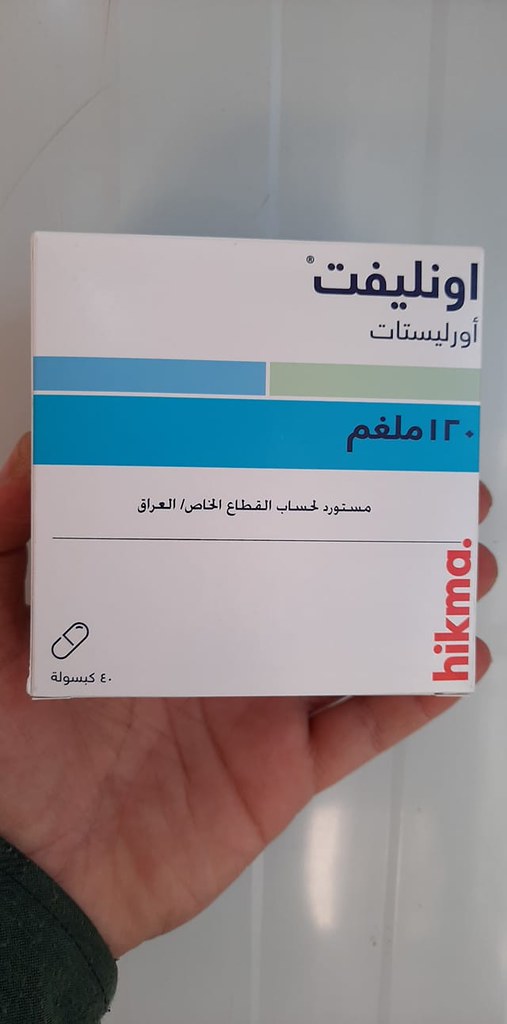 اونليفت®
أورليستات
١٢٠ ملغم
مستورد لحساب القطاع الخاص/ العراق
hikma.
٤٠ كبسولة